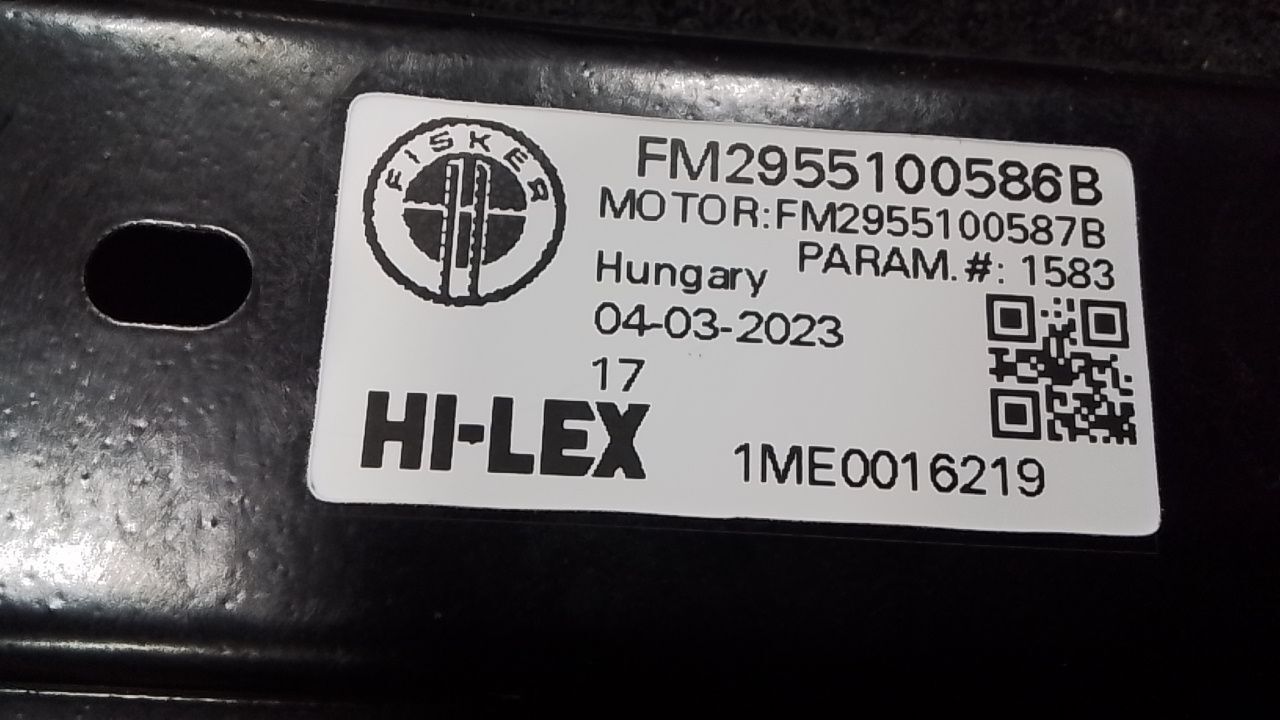 FISKER
FM2955100586B
MOTOR:FM2955100587B
PARAM.#: 1583
Hungary
04-03-2023
17
HI-LEX
1ME0016219